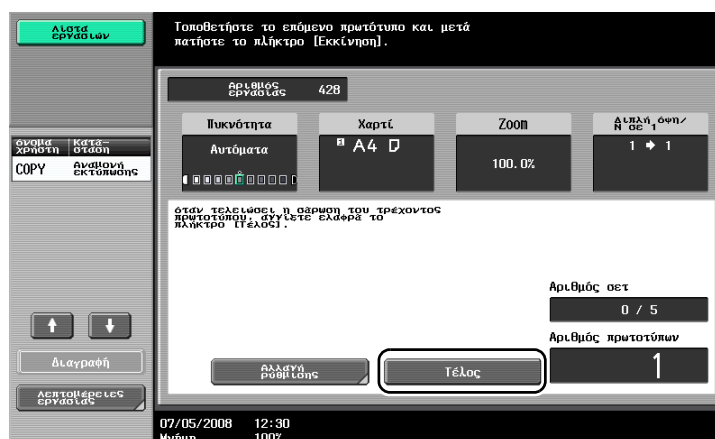 Λίστα
εργασιών
Τοποθετήστε το επόμενο πρωτότυπο και μετά
πατήστε το πλήκτρο [Εκκίνηση].
Αριθμός
εργασίας
428
Πυκνότητα
Χαρτί
Zoom
Διπλή όψη/
N σε 1
Αυτόματα
A4
100.0%
1 → 1
όνομα
χρήστη
Κατά-
σταση
COPY
Αναμονή
εκτύπωσης
όταν τελειώσει η σάρωση του τρέχοντος
πρωτοτύπου, αγγίξτε ελαφρά το
πλήκτρο [Τέλος].
Αριθμός σετ
0 / 5
Αριθμός πρωτοτύπων
1
Αλλαγή
ρύθμισης
Τέλος
Διαγραφή
Λεπτομέρειες
εργασίας
07/05/2008 12:30
Μνήμη 100%